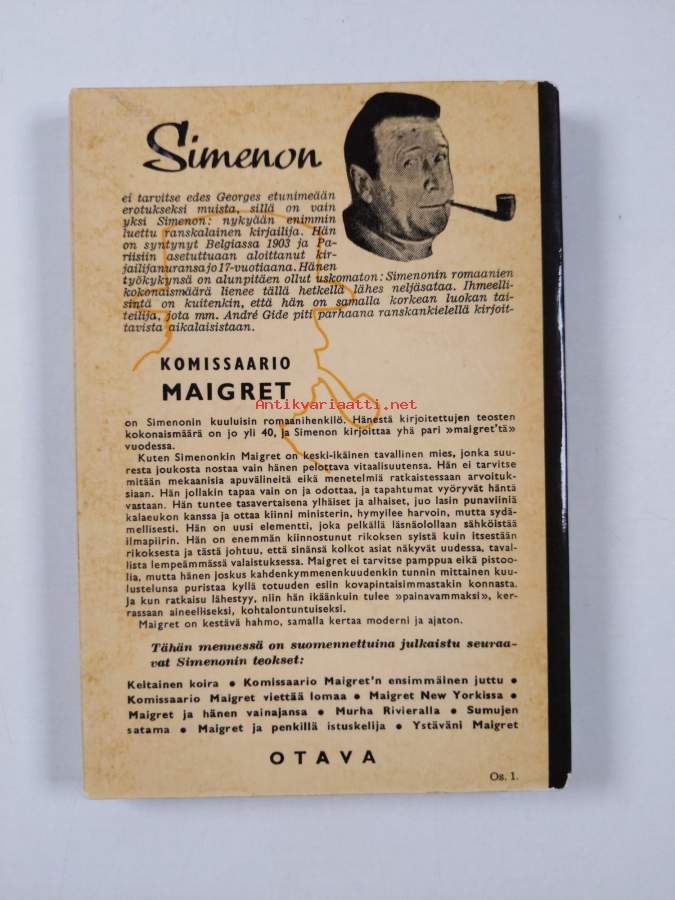 Simenon
ei tarvitse edes Georges etunimeään
erotukseksi muista, sillä on vain
yksi Simenon: nykyään enimmin
luettu ranskalainen kirjailija. Hän
on syntynyt Belgiassa 1903 ja Pa-
riisiin asetuttuaan aloittanut kir-
jailijanuransa jo 17-vuotiaana. Hänen
työkykynsä on alunpitäen ollut uskomaton: Simenonin romaanien
kokonaismäärä lienee tällä hetkellä lähes neljäsataa. Ihmeelli-
sintä on kuitenkin, että hän on samalla korkean luokan tai-
teilija, jota mm. André Gide piti parhaana ranskankielellä kirjoit-
tavista aikalaisistaan.
KOMISSAARIO
MAIGRET
Antikvariaatti.net
on Simenonin kuuluisin romaanihenkilö. Hänestä kirjoitettujen teosten
kokonaismäärä on jo yli 40, ja Simenon kirjoittaa yhä pari »maigret'tä»
vuodessa.
Kuten Simenonkin Maigret on keski-ikäinen tavallinen mies, jonka suu-
resta joukosta nostaa vain hänen pelottava vitaalisuutensa. Hän ei tarvitse
mitään mekaanisia apuvälineitä eikä menetelmiä ratkaistessaan arvoituk-
siaan. Hän jollakin tapaa vain on ja odottaa, ja tapahtumat vyöryvät häntä
vastaan. Hän tuntee tasavertaisena ylhäiset ja alhaiset, juo lasin punaviiniä
kalaeukon kanssa ja ottaa kiinni ministerin, hymyilee harvoin, mutta sydä-
mellisesti. Hän on uusi elementti, joka pelkällä läsnäolollaan sähköistää
ilmapiirin. Hän on enemmän kiinnostunut rikoksen syistä kuin itsestään
rikoksesta ja tästä johtuu, että sinänsä kolkot asiat näkyvät uudessa, taval-
lista lempeämmässä valaistuksessa. Maigret ei tarvitse pamppua eikä pistoo-
lia, mutta hänen joskus kahdenkymmenenkuudenkin tunnin mittainen kuu-
lustelunsa puristaa kyllä totuuden esiin kovapintaisimmastakin konnasta.
Ja kun ratkaisu lähestyy, niin hän ikäänkuin tulee »painavammaksi», ker-
rassaan aineelliseksi, kohtalontuntuiseksi.
Maigret on kestävä hahmo, samalla kertaa moderni ja ajaton.
Tähän mennessä on suomennettuina julkaistu seuraa-
vat Simenonin teokset:
Keltainen koira • Komissaario Maigret'n ensimmäinen juttu •
Komissaario Maigret viettää lomaa • Maigret New Yorkissa •
Maigret ja hänen vainajansa • Murha Rivieralla • Sumujen
satama • Maigret ja penkillä istuskelija • Ystäväni Maigret
OTAVA
Os. 1.